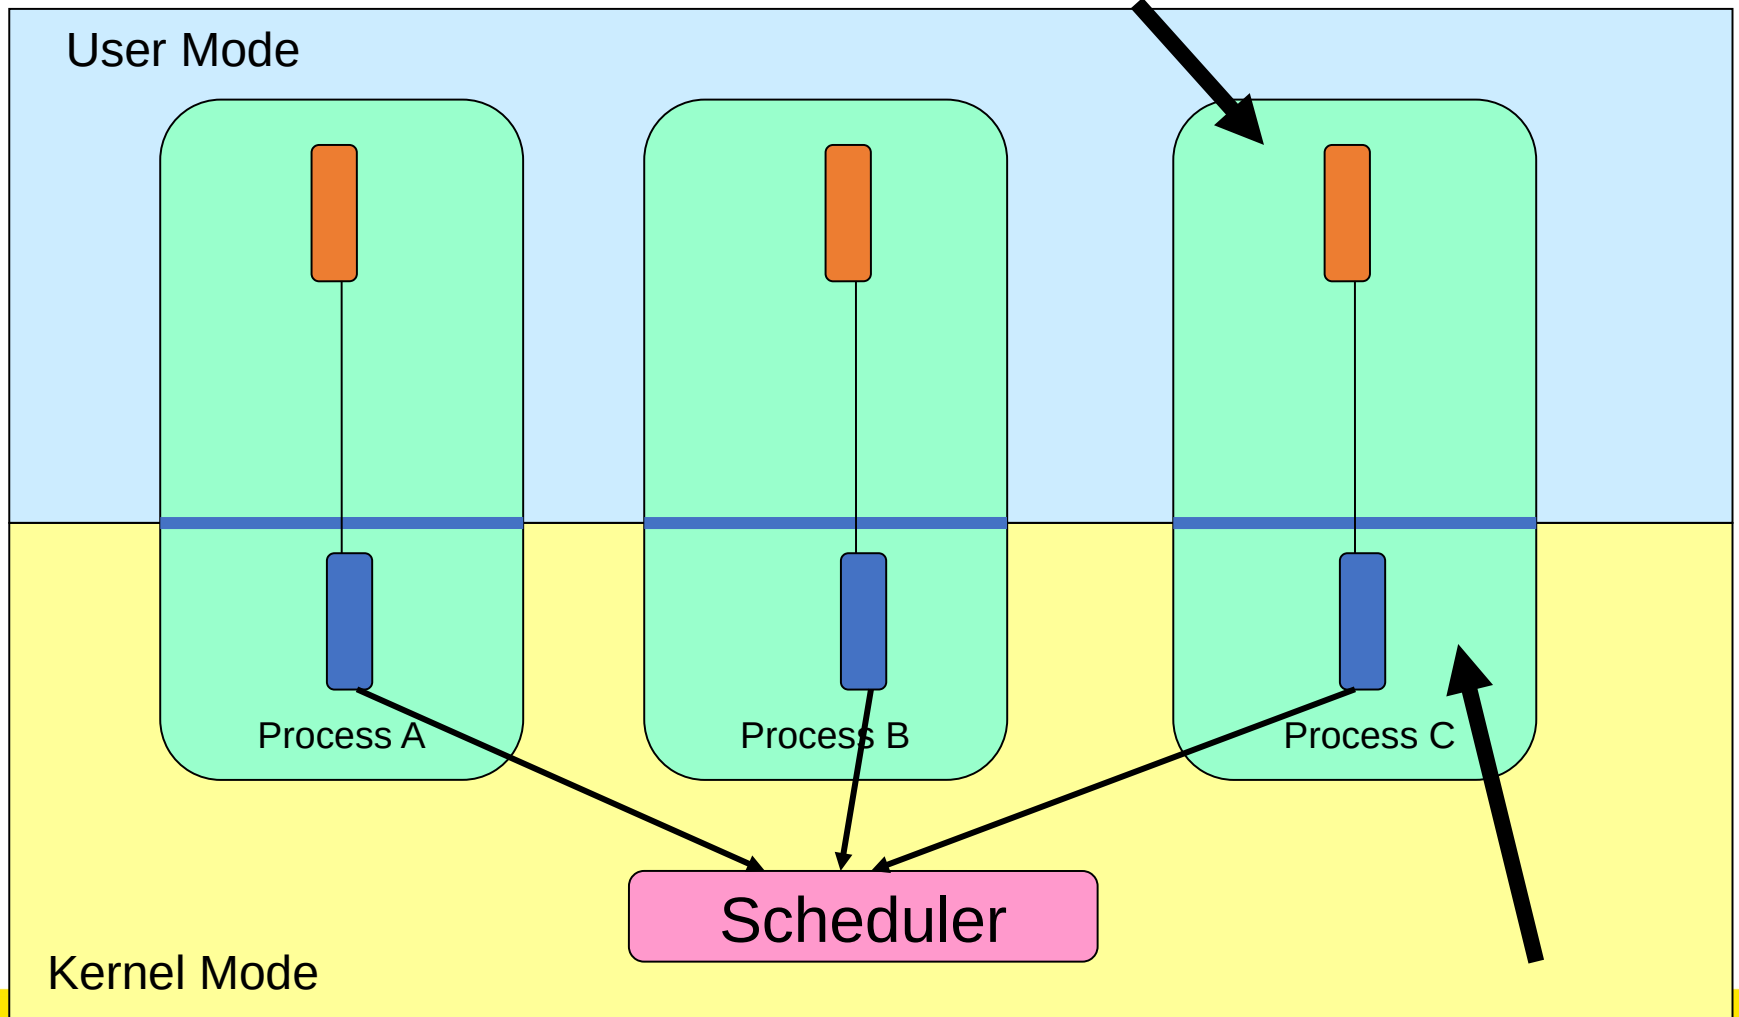 User Mode
Process A
Process B
Process C
Scheduler
Kernel Mode